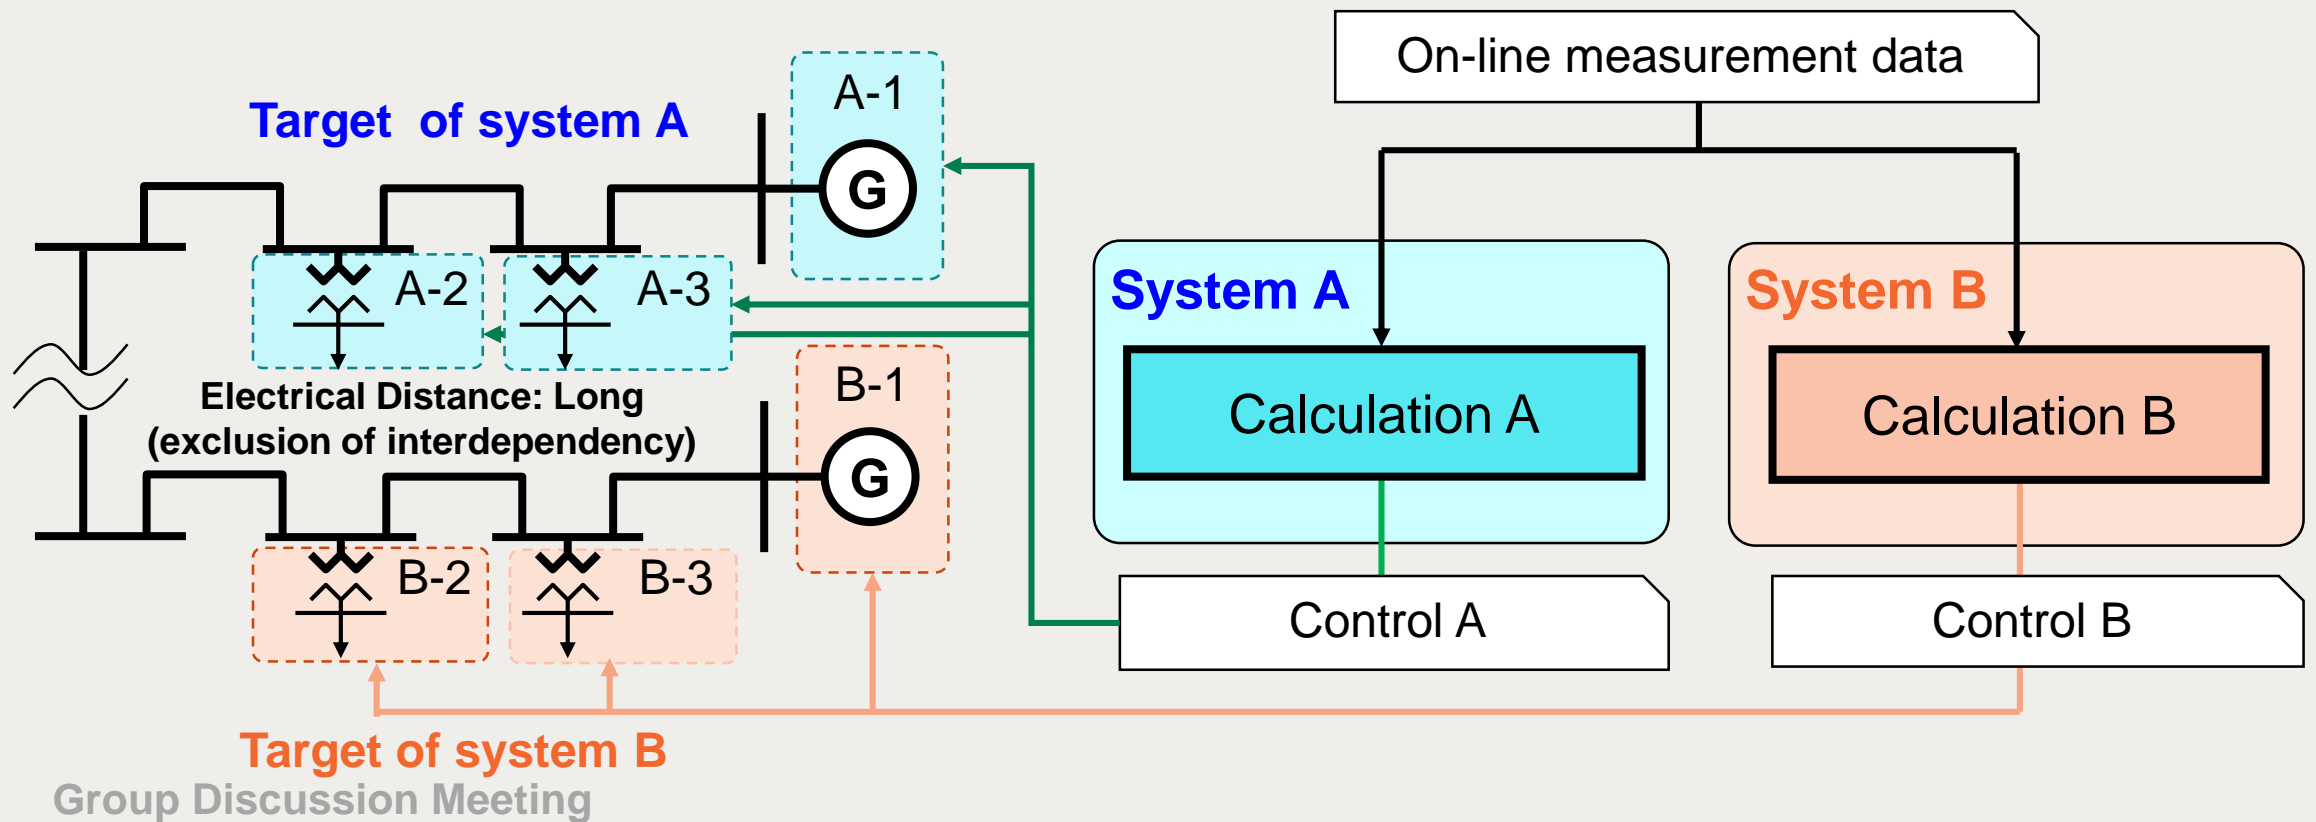 On-line measurement data
A-1
Target  of system A
G
System A
System B
A-2
A-3
B-1
Electrical Distance: Long
(exclusion of interdependency)
Calculation A
Calculation B
G
B-2
B-3
Control A
Control B
Target of system B
Group Discussion Meeting